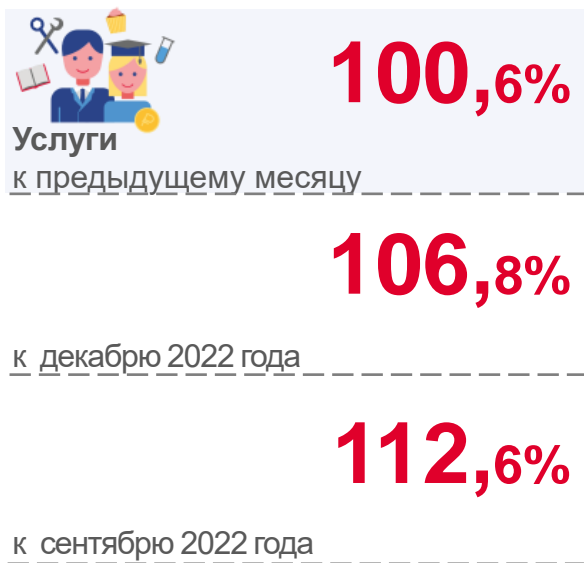 100,6%
Услуги
к предыдущему месяцу
106,8%
к декабрю 2022 года
112,6%
к сентябрю 2022 года